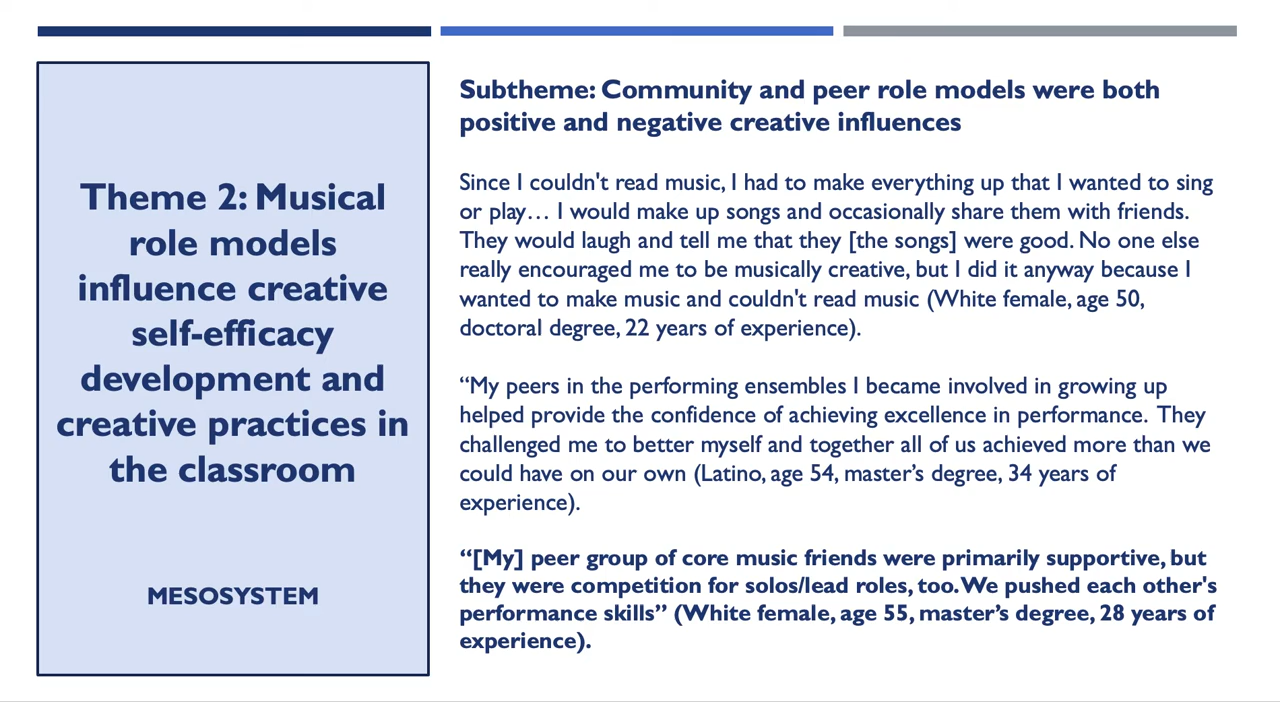 Theme 2: Musical
role models
influence creative
self-efficacy
development and
creative practices in
the classroom
MESOSYSTEM
Subtheme: Community and peer role models were both
positive and negative creative influences
Since I couldn't read music, I had to make everything up that I wanted to sing
or play… I would make up songs and occasionally share them with friends.
They would laugh and tell me that they [the songs] were good. No one else
really encouraged me to be musically creative, but I did it anyway because I
wanted to make music and couldn't read music (White female, age 50,
doctoral degree, 22 years of experience).
“My peers in the performing ensembles I became involved in growing up
helped provide the confidence of achieving excellence in performance. They
challenged me to better myself and together all of us achieved more than we
could have on our own (Latino, age 54, master’s degree, 34 years of
experience).
“[My] peer group of core music friends were primarily supportive, but
they were competition for solos/lead roles, too. We pushed each other's
performance skills” (White female, age 55, master’s degree, 28 years of
experience).